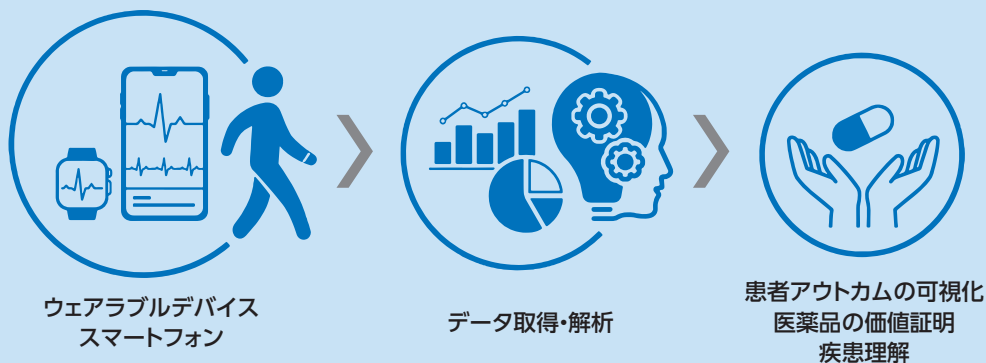 ウェアラブルデバイス
スマートフォン
データ取得・解析
患者アウトカムの可視化
医薬品の価値証明
疾患理解